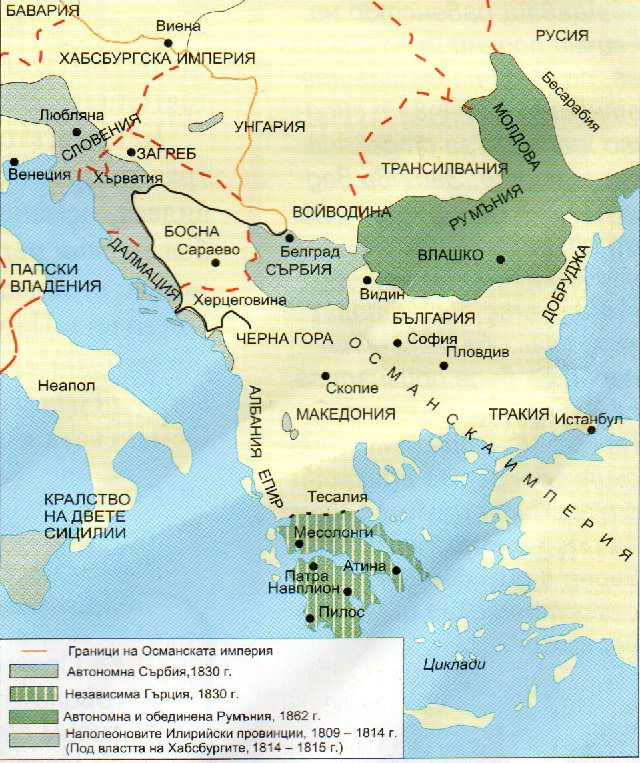 БАВАРИЯ
Виена
РУСИЯ
ХАБСБУРГСКА ИМПЕРИЯ
Бесарабия
Любляна
СЛОВЕНИЯ
УНГАРИЯ
МОЛДОВА
ЗАГРЕБ
Венеция
Хърватия
ТРАНСИЛВАНИЯ
ВОЙВОДИНА
РУМЪНИЯ
БОСНА
Сараево
Белград
СЪРБИЯ
ВЛАШКО
ДАЛМАЦИЯ
ПАПСКИ
ВЛАДЕНИЯ
Херцеговина
Видин
ДОБРУДЖА
БЪЛГАРИЯ
ЧЕРНА ГОРА
София
Пловдив
ОСМАНСКА ИМПЕРИЯ
Неапол
Скопие
АЛБАНИЯ
МАКЕДОНИЯ
ТРАКИЯ
Истанбул
ЕПИР
КРАЛСТВО
НА ДВЕТЕ
СИЦИЛИИ
Тесалия
Месолонги
Атина
Патра
Навплион
Пилос
Циклади
Граници на Османската империя
Автономна Сърбия,1830 г.
Независима Гърция, 1830 г.
Автономна и обединена Румъния, 1862 г.
Наполеоновите Илирийски провинции, 1809 – 1814 г.
(Под властта на Хабсбургите, 1814 – 1815 г.)